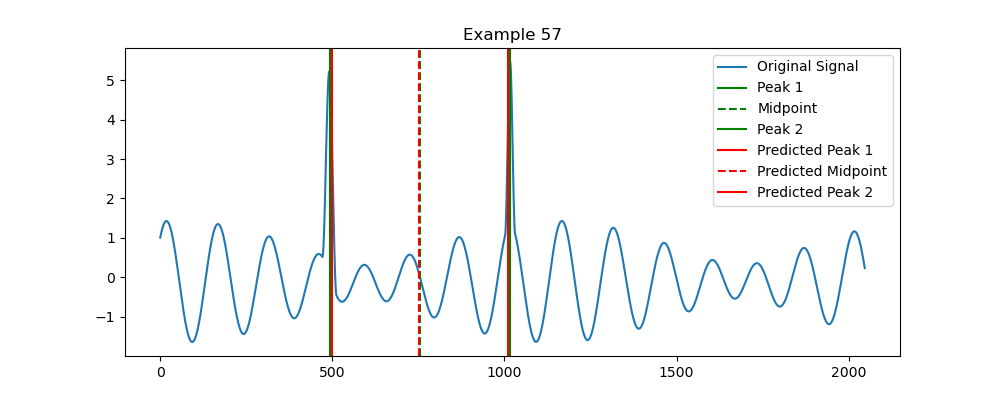 Example 57
Original Signal
Peak 1
Midpoint
Peak 2
Predicted Peak 1
Predicted Midpoint
Predicted Peak 2
5
4
3
2
1
0
−1
0 500 1000 1500 2000